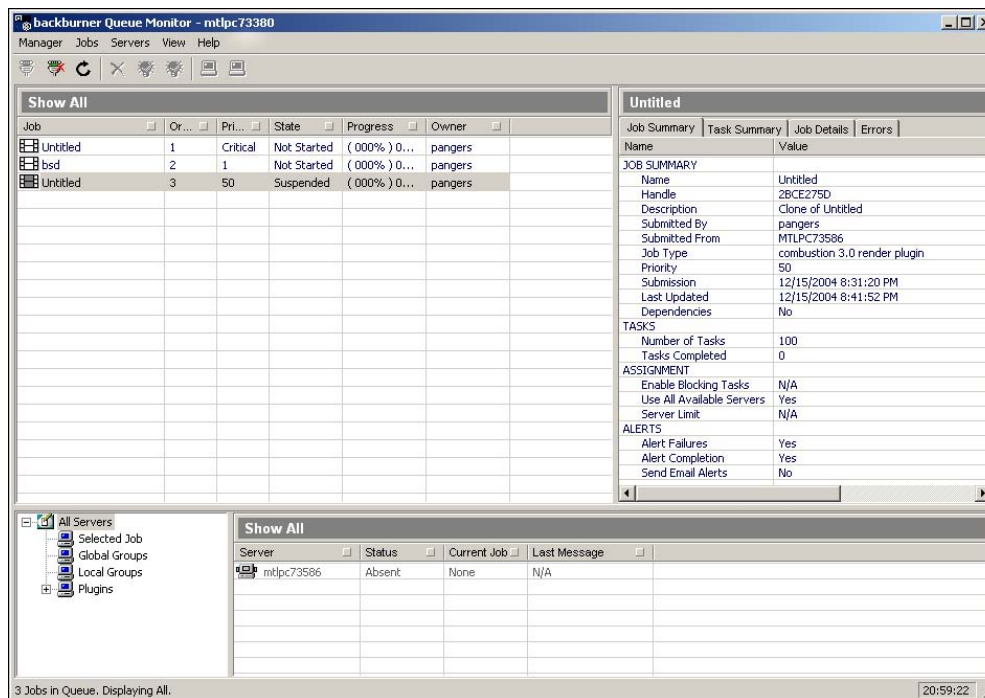 backburner Queue Monitor - mtlpc73380
Manager Jobs Servers View Help
Show All
Job Or... Pri... State Progress Owner
Untitled 1 Critical Not Started ( 000% ) 0... pangers
bsd 2 1 Not Started ( 000% ) 0... pangers
Untitled 3 50 Suspended ( 000% ) 0... pangers
Untitled
Job Summary Task Summary Job Details Errors
Name Value
JOB SUMMARY
Name Untitled
Handle 2BCE275D
Description Clone of Untitled
Submitted By pangers
Submitted From MTLPC73586
Job Type combustion 3.0 render plugin
Priority 50
Submission 12/15/2004 8:31:20 PM
Last Updated 12/15/2004 8:41:52 PM
Dependencies No
TASKS
Number of Tasks 100
Tasks Completed 0
ASSIGNMENT
Enable Blocking Tasks N/A
Use All Available Servers Yes
Server Limit N/A
ALERTS
Alert Failures Yes
Alert Completion Yes
Send Email Alerts No
All Servers
Selected Job
Global Groups
Local Groups
Plugins
Show All
Server Status Current Job Last Message
mtlpc73586 Absent None N/A
3 Jobs in Queue. Displaying All.
20:59:22